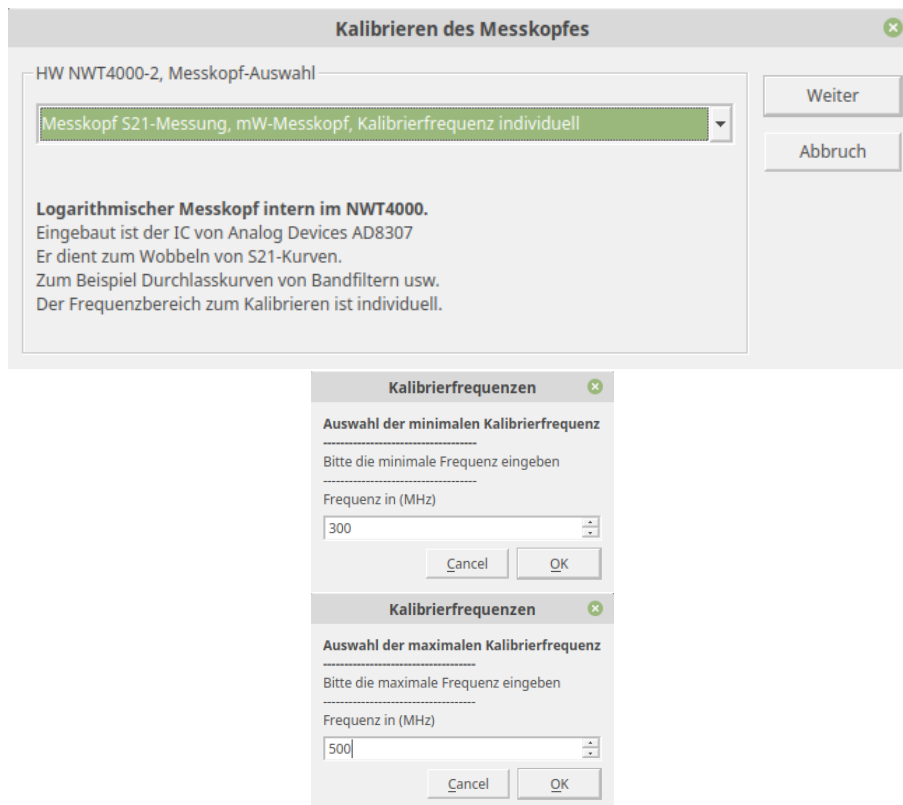 Kalibrieren des Messkopfes
HW NWT4000-2, Messkopf-Auswahl
Messkopf S21-Messung, mW-Messkopf, Kalibrierfrequenz individuell
Weiter
Abbruch
Logarithmischer Messkopf intern im NWT4000.
Eingebaut ist der IC von Analog Devices AD8307
Er dient zum Wobbeln von S21-Kurven.
Zum Beispiel Durchlasskurven von Bandfiltern usw.
Der Frequenzbereich zum Kalibrieren ist individuell.
Kalibrierfrequenzen
Auswahl der minimalen Kalibrierfrequenz
------------------------------------
Bitte die minimale Frequenz eingeben
------------------------------------
Frequenz in (MHz)
300
Cancel
OK
Kalibrierfrequenzen
Auswahl der maximalen Kalibrierfrequenz
------------------------------------
Bitte die maximale Frequenz eingeben
------------------------------------
Frequenz in (MHz)
500
Cancel
OK